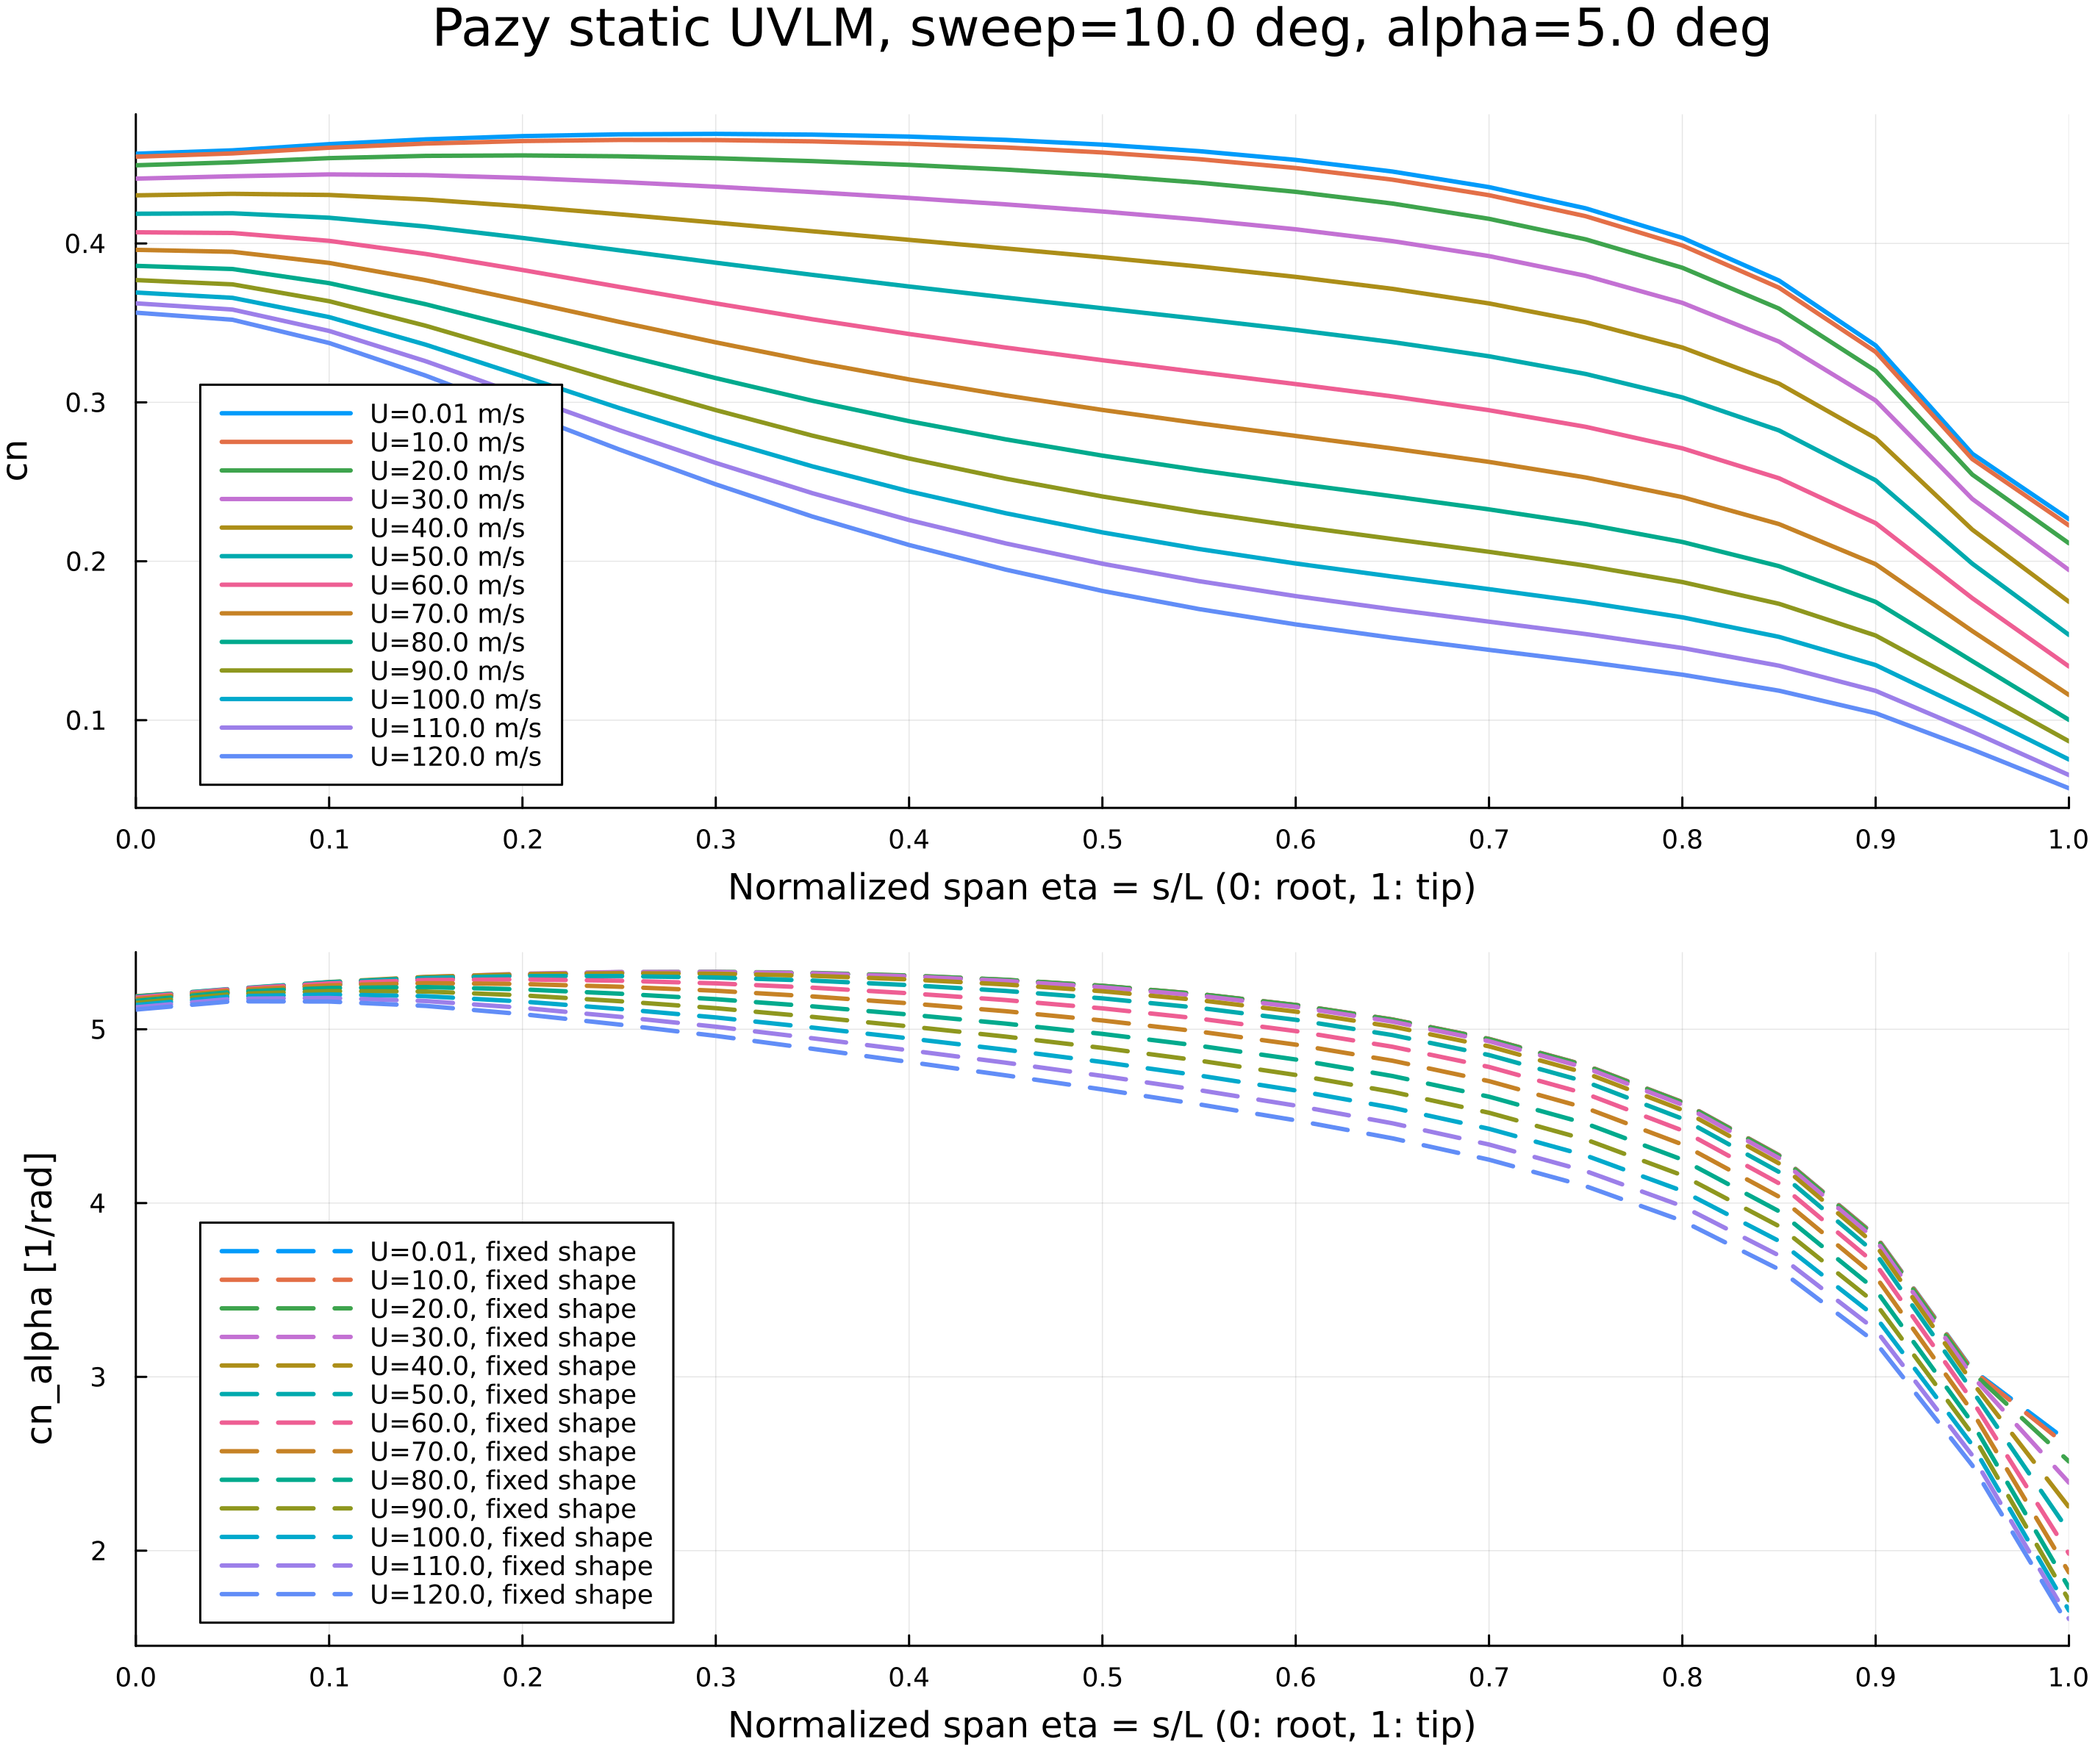 Pazy static UVLM, sweep=10.0 deg, alpha=5.0 deg
cn
0.4
0.3
0.2
0.1
U=0.01 m/s
U=10.0 m/s
U=20.0 m/s
U=30.0 m/s
U=40.0 m/s
U=50.0 m/s
U=60.0 m/s
U=70.0 m/s
U=80.0 m/s
U=90.0 m/s
U=100.0 m/s
U=110.0 m/s
U=120.0 m/s
0.0 0.1 0.2 0.3 0.4 0.5 0.6 0.7 0.8 0.9 1.0
Normalized span eta = s/L (0: root, 1: tip)
cn_alpha [1/rad]
5
4
3
2
U=0.01, fixed shape
U=10.0, fixed shape
U=20.0, fixed shape
U=30.0, fixed shape
U=40.0, fixed shape
U=50.0, fixed shape
U=60.0, fixed shape
U=70.0, fixed shape
U=80.0, fixed shape
U=90.0, fixed shape
U=100.0, fixed shape
U=110.0, fixed shape
U=120.0, fixed shape
0.0 0.1 0.2 0.3 0.4 0.5 0.6 0.7 0.8 0.9 1.0
Normalized span eta = s/L (0: root, 1: tip)